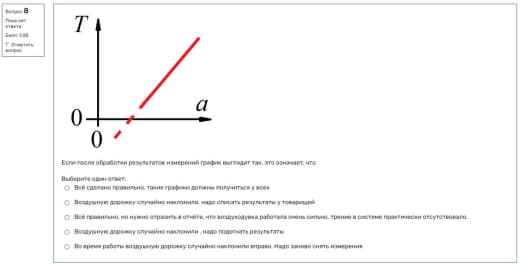 Вопрос 8
Пока нет
ответа
Балл: 1,00
Отметить
вопрос
T
a
0
0
Если после обработки результатов измерений график выглядит так, это означает, что
Выберите один ответ:
Всё сделано правильно, такие графики должны получиться у всех
Воздушную дорожку случайно наклонили, надо списать результаты у товарищей
Всё правильно, но нужно отразить в отчёте, что воздуходувка работала очень сильно, трение в системе практически отсутствовало.
Воздушную дорожку случайно наклонили , надо подогнать результаты
Во время работы воздушную дорожку случайно наклонили вправо. Надо заново снять измерения